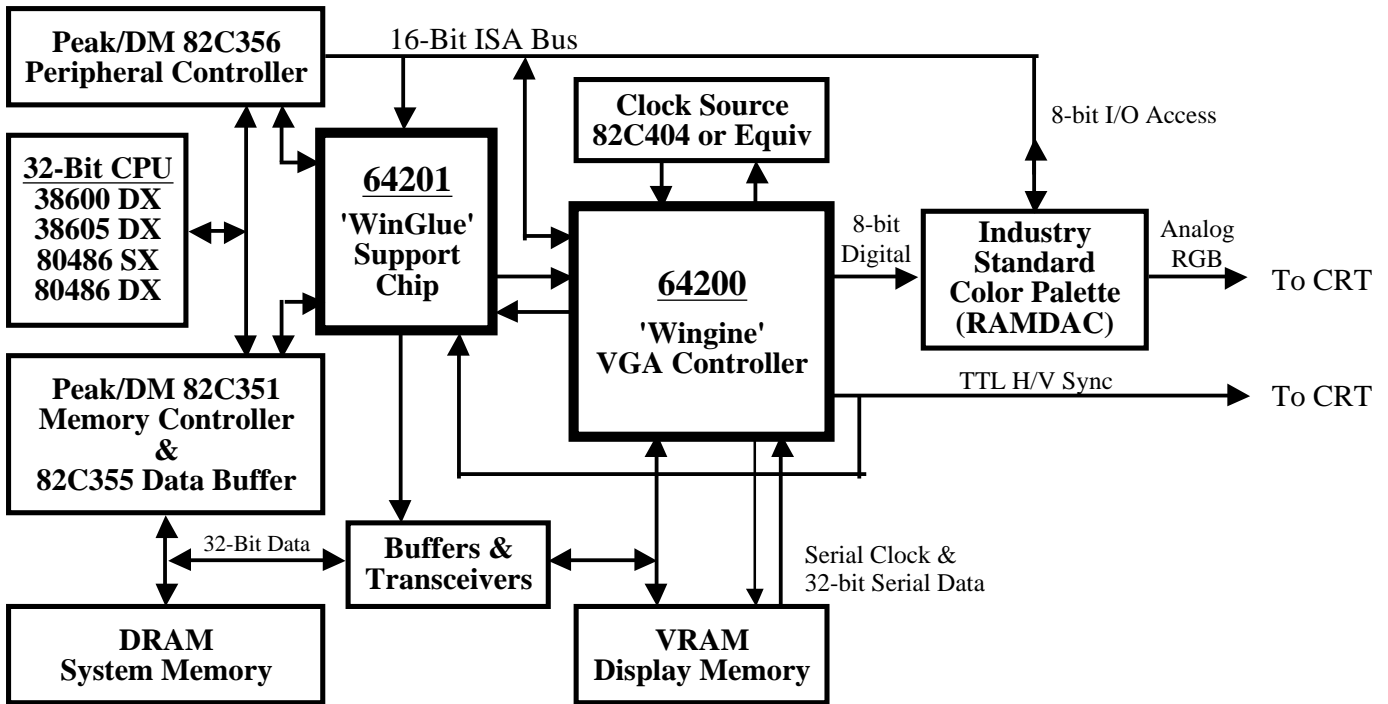 Peak/DM 82C356
Peripheral Controller
16-Bit ISA Bus
Clock Source
82C404 or Equiv
8-bit I/O Access
32-Bit CPU
38600 DX
38605 DX
80486 SX
80486 DX
64201
'WinGlue'
Support
Chip
64200
'Wingine'
VGA Controller
8-bit
Digital
Industry
Standard
Color Palette
(RAMDAC)
Analog
RGB
To CRT
TTL H/V Sync
To CRT
Peak/DM 82C351
Memory Controller
&
82C355 Data Buffer
32-Bit Data
Buffers &
Transceivers
Serial Clock &
32-bit Serial Data
DRAM
System Memory
VRAM
Display Memory